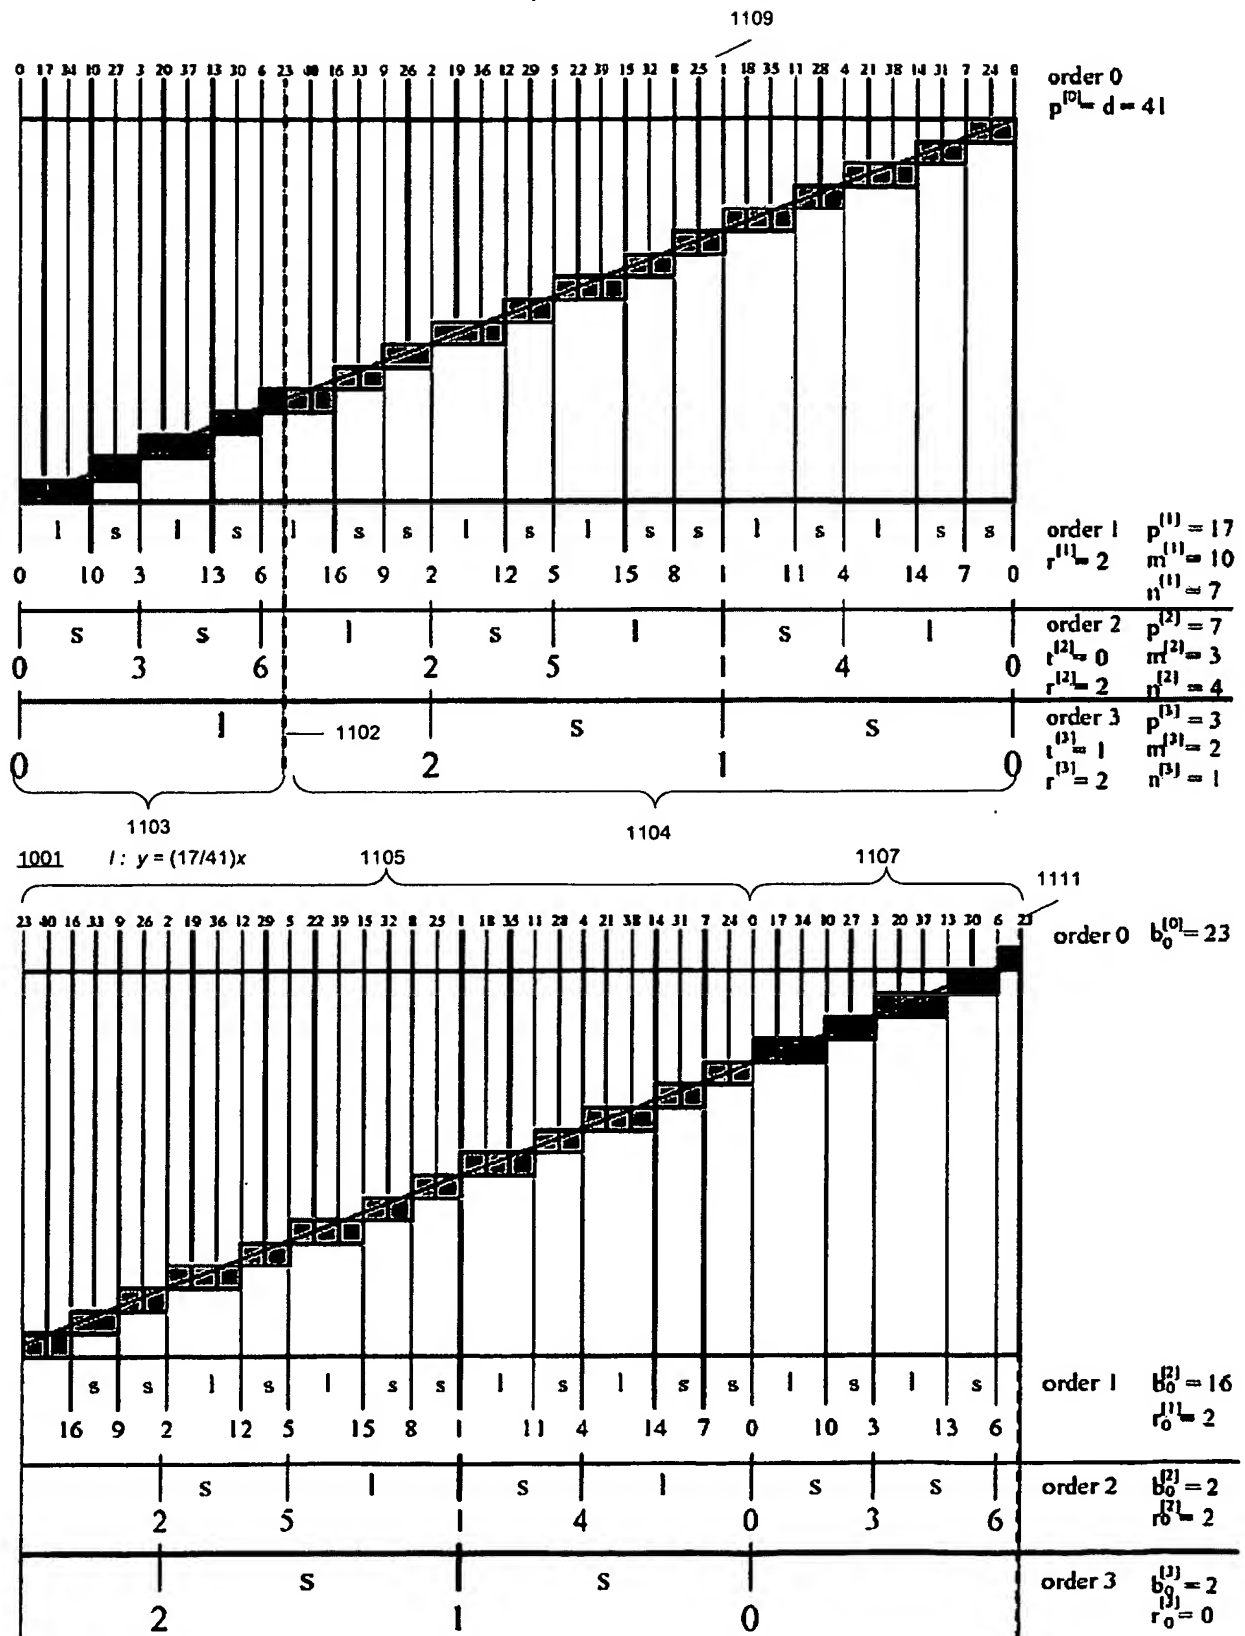 1109
0 17 34 10 27 3 20 37 13 30 6 23 40 16 33 9 26 2 19 36 12 29 5 22 39 15 32 8 25 1 18 35 11 28 4 21 38 14 31 7 24 0
order 0
p[0] = d = 41
l s l s l s s l s l s s l s l s s
order 1 p[1] = 17
r[1] = 2 m[1] = 10
0 10 3 13 6 16 9 2 12 5 15 8 1 11 4 14 7 0
n[1] = 7
s s l s l s l
order 2 p[2] = 7
0 3 6 2 5 1 4 0
t[2] = 0 m[2] = 3
r[2] = 2 n[2] = 4
l s s
order 3 p[3] = 3
1102
t[3] = 1 m[3] = 2
0 2 1 0
r[3] = 2 n[3] = 1
1103 1104
1001 l : y = (17/41)x 1105 1107
1111
23 40 16 33 9 26 2 19 36 12 29 5 22 39 15 32 8 25 1 18 35 11 28 4 21 38 14 31 7 24 0 17 34 10 27 3 20 37 13 30 6 23
order 0 b0[0] = 23
s s l s l s s l s l s s l s l s
order 1 b0[2] = 16
16 9 2 12 5 15 8 1 11 4 14 7 0 10 3 13 6
r0[1] = 2
s l s l s s
order 2 b0[2] = 2
2 5 1 4 0 3 6
r0[2] = 2
s s
order 3 b0[3] = 2
2 1 0
r0[3] = 0